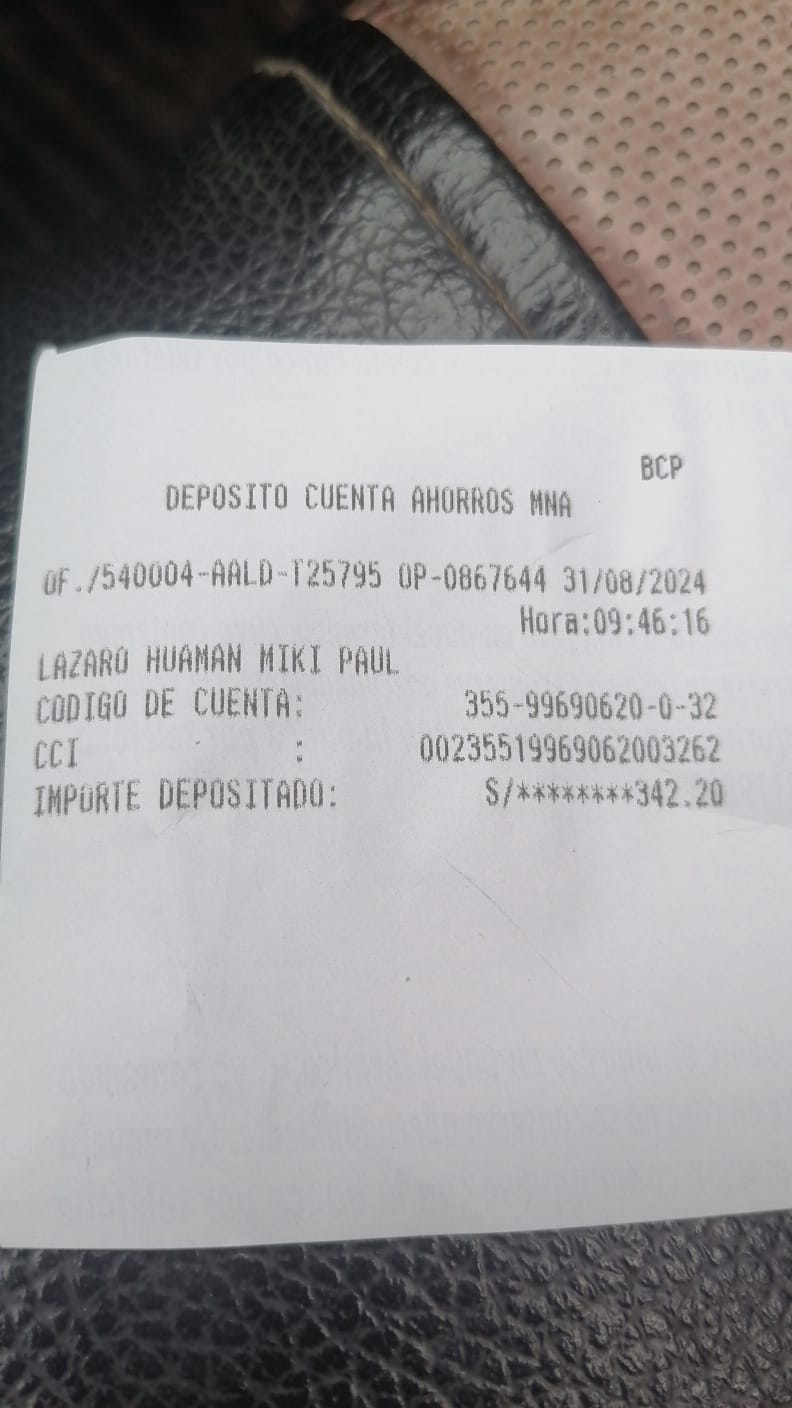 BCP
DEPOSITO CUENTA AHORROS MNA
OF./540004-AALD-T25795 OP-0867644 31/08/2024
Hora:09:46:16
LAZARO HUAMAN MIKI PAUL
CODIGO DE CUENTA: 355-99690620-0-32
CCI : 00235519969062003262
IMPORTE DEPOSITADO: S/********342.20